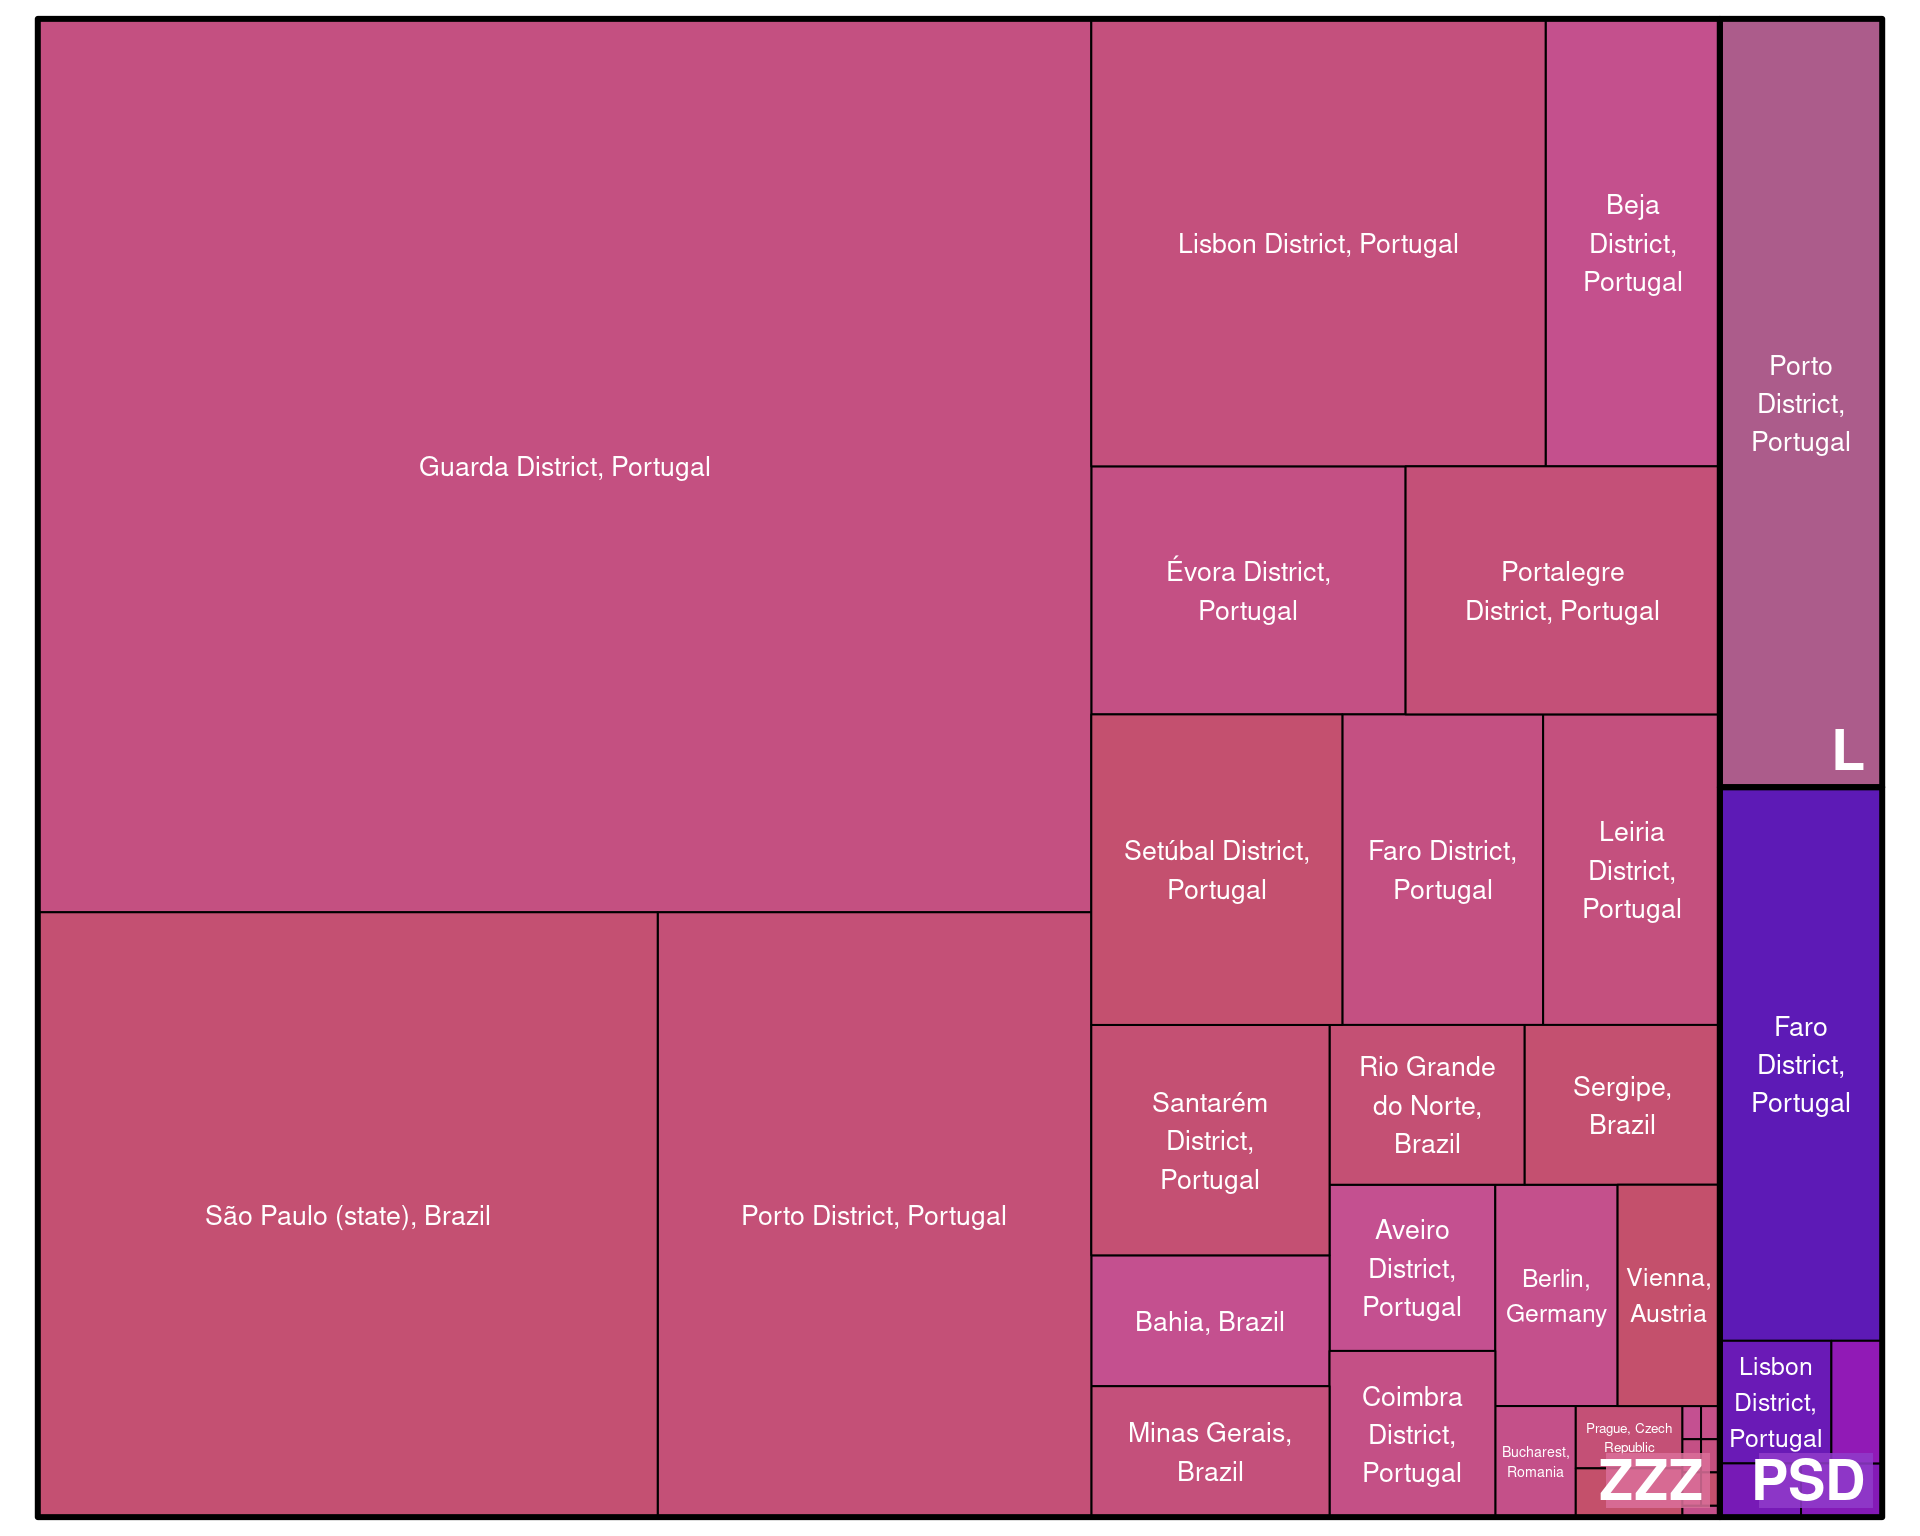 Guarda District, Portugal
São Paulo (state), Brazil
Porto District, Portugal
Lisbon District, Portugal
Beja
District,
Portugal
Évora District,
Portugal
Portalegre
District, Portugal
Setúbal District,
Portugal
Faro District,
Portugal
Leiria
District,
Portugal
Santarém
District,
Portugal
Rio Grande
do Norte,
Brazil
Sergipe,
Brazil
Bahia, Brazil
Minas Gerais,
Brazil
Aveiro
District,
Portugal
Coimbra
District,
Portugal
Berlin,
Germany
Vienna,
Austria
Bucharest,
Romania
Prague, Czech
Republic
ZZZ
Porto
District,
Portugal
L
Faro
District,
Portugal
Lisbon
District,
Portugal
PSD